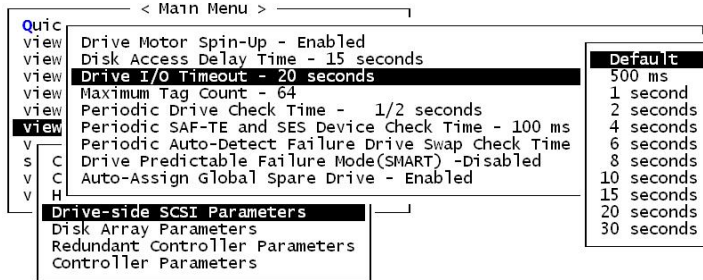 < Main Menu >
Quic
view Drive Motor Spin-Up - Enabled
view Disk Access Delay Time - 15 seconds
view Drive I/O Timeout - 20 seconds
view Maximum Tag Count - 64
view Periodic Drive Check Time - 1/2 seconds
view Periodic SAF-TE and SES Device Check Time - 100 ms
v Periodic Auto-Detect Failure Drive Swap Check Time
s C Drive Predictable Failure Mode(SMART) -Disabled
v C Auto-Assign Global Spare Drive - Enabled
v H
Drive-side SCSI Parameters
Disk Array Parameters
Redundant Controller Parameters
Controller Parameters
Default
500 ms
1 second
2 seconds
4 seconds
6 seconds
8 seconds
10 seconds
15 seconds
20 seconds
30 seconds